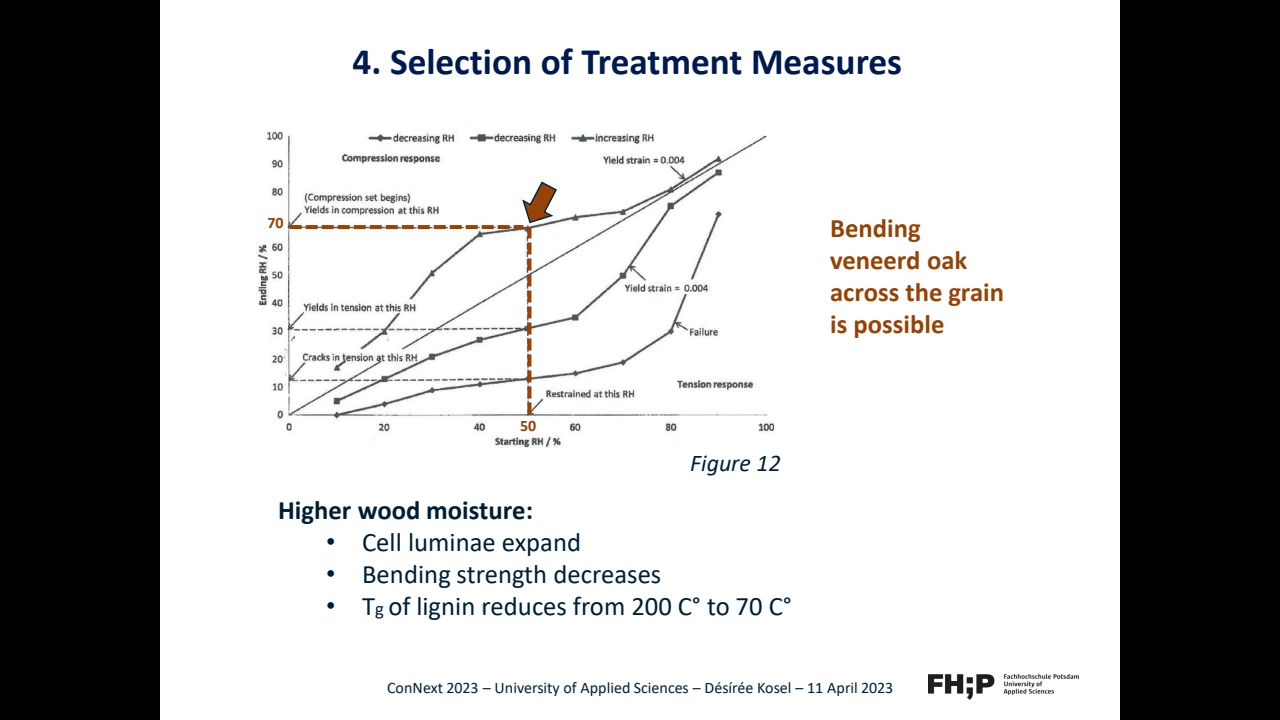 4. Selection of Treatment Measures
decreasing RH decreasing RH increasing RH
Compression response
Yield strain = 0.004
(Compression set begins)
Yields in compression at this RH
Yields in tension at this RH
Yield strain = 0.004
Failure
Cracks in tension at this RH
Tension response
Restrained at this RH
100
90
80
70
60
50
40
30
20
10
0
Ending RH / %
0 20 40 50 60 80 100
Starting RH / %
Figure 12
Bending
veneerd oak
across the grain
is possible
Higher wood moisture:
• Cell luminae expand
• Bending strength decreases
• Tg of lignin reduces from 200 C° to 70 C°
ConNext 2023 – University of Applied Sciences – Désírée Kosel – 11 April 2023
FH;P
Fachhochschule Potsdam
University of
Applied Sciences